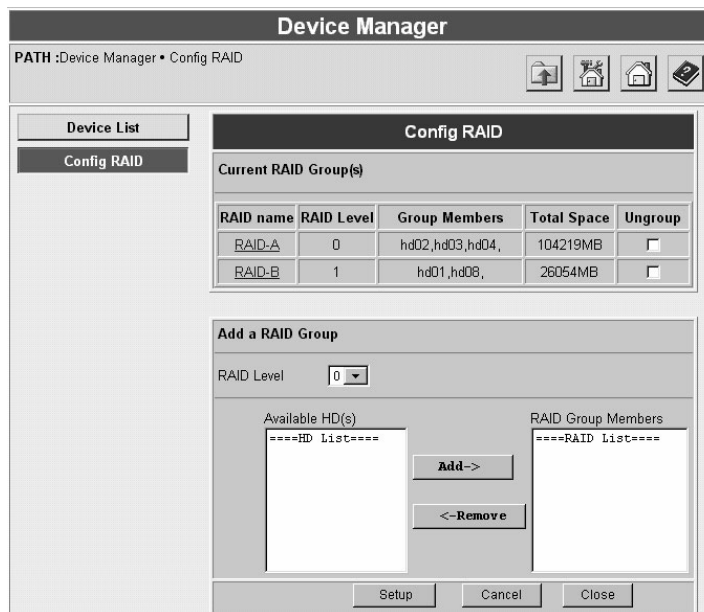 Device Manager
PATH :Device Manager • Config RAID
Device List
Config RAID
Config RAID
Current RAID Group(s)
RAID name RAID Level Group Members Total Space Ungroup
RAID-A 0 hd02,hd03,hd04, 104219MB
RAID-B 1 hd01,hd08, 26054MB
Add a RAID Group
RAID Level 0
Available HD(s) RAID Group Members
====HD List==== ====RAID List====
Add->
<-Remove
Setup Cancel Close